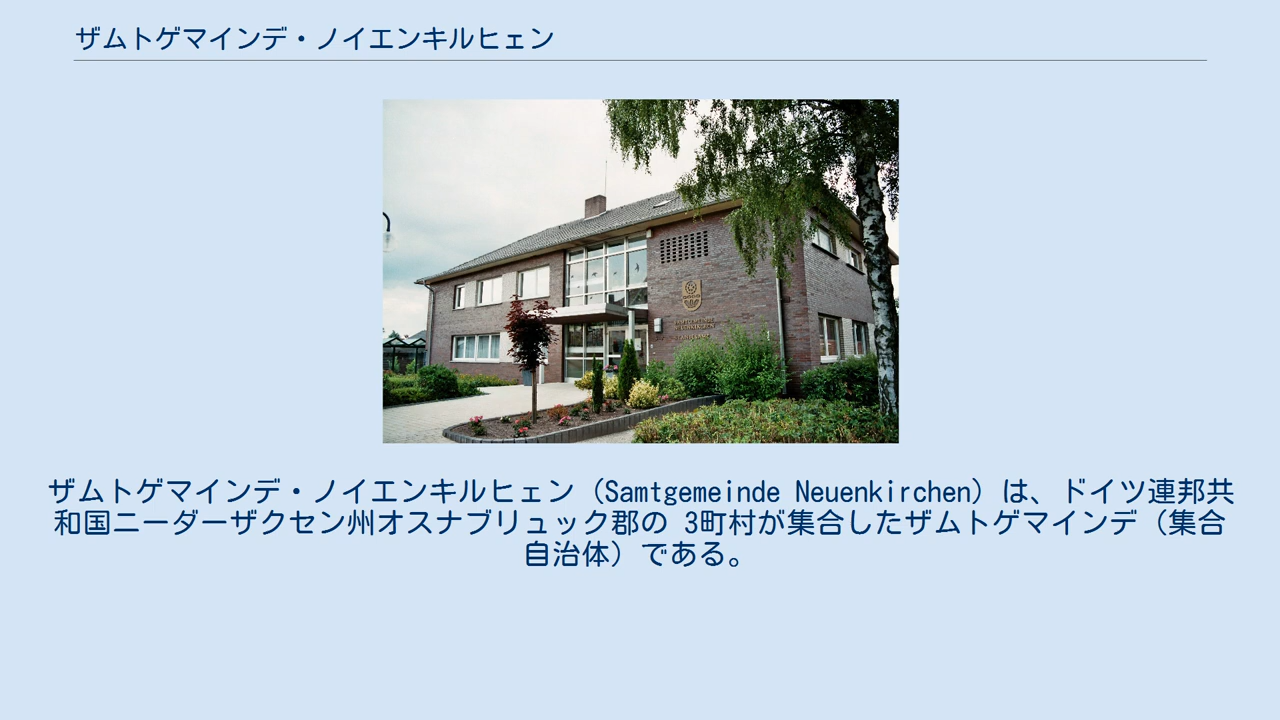 ザムトゲマインデ・ノイエンキルヒェン
SAMTGEMEINDE
NEUENKIRCHEN
ザムトゲマインデ・ノイエンキルヒェン（Samtgemeinde Neuenkirchen）は、ドイツ連邦共
和国ニーダーザクセン州オスナブリュック郡の 3町村が集合したザムトゲマインデ（集合
自治体）である。